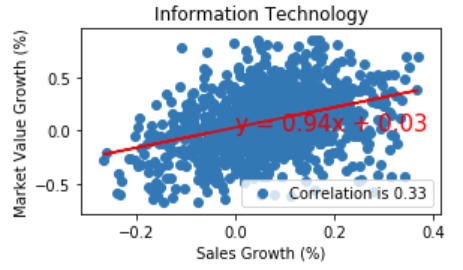 Information Technology
Market Value Growth (%)
0.5
0.0
−0.5
y = 0.94x + 0.03
Correlation is 0.33
−0.2
0.0
0.2
0.4
Sales Growth (%)